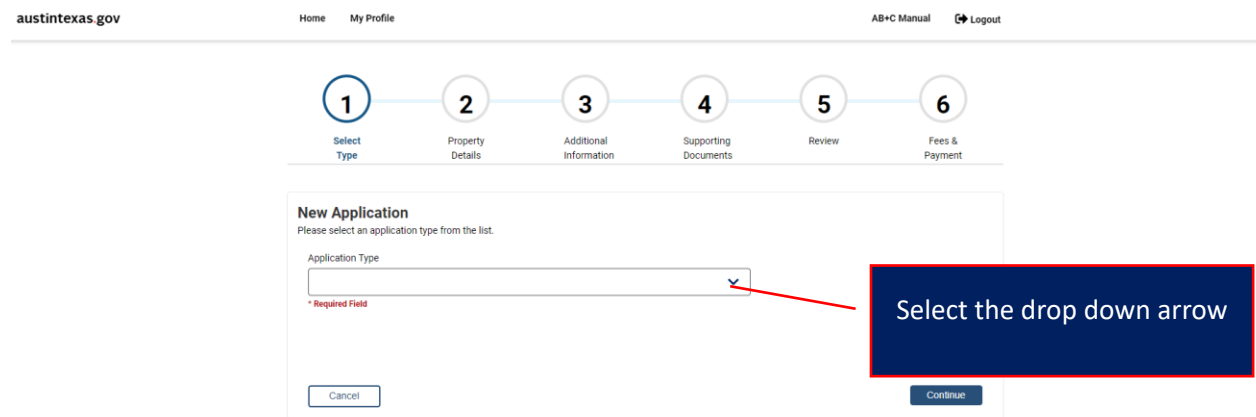 austintexas.gov
Home My Profile AB+C Manual Logout
1 2 3 4 5 6
Select Property Additional Supporting Review Fees &
Type Details Information Documents Payment
New Application
Please select an application type from the list.
Application Type
* Required Field
Select the drop down arrow
Cancel Continue